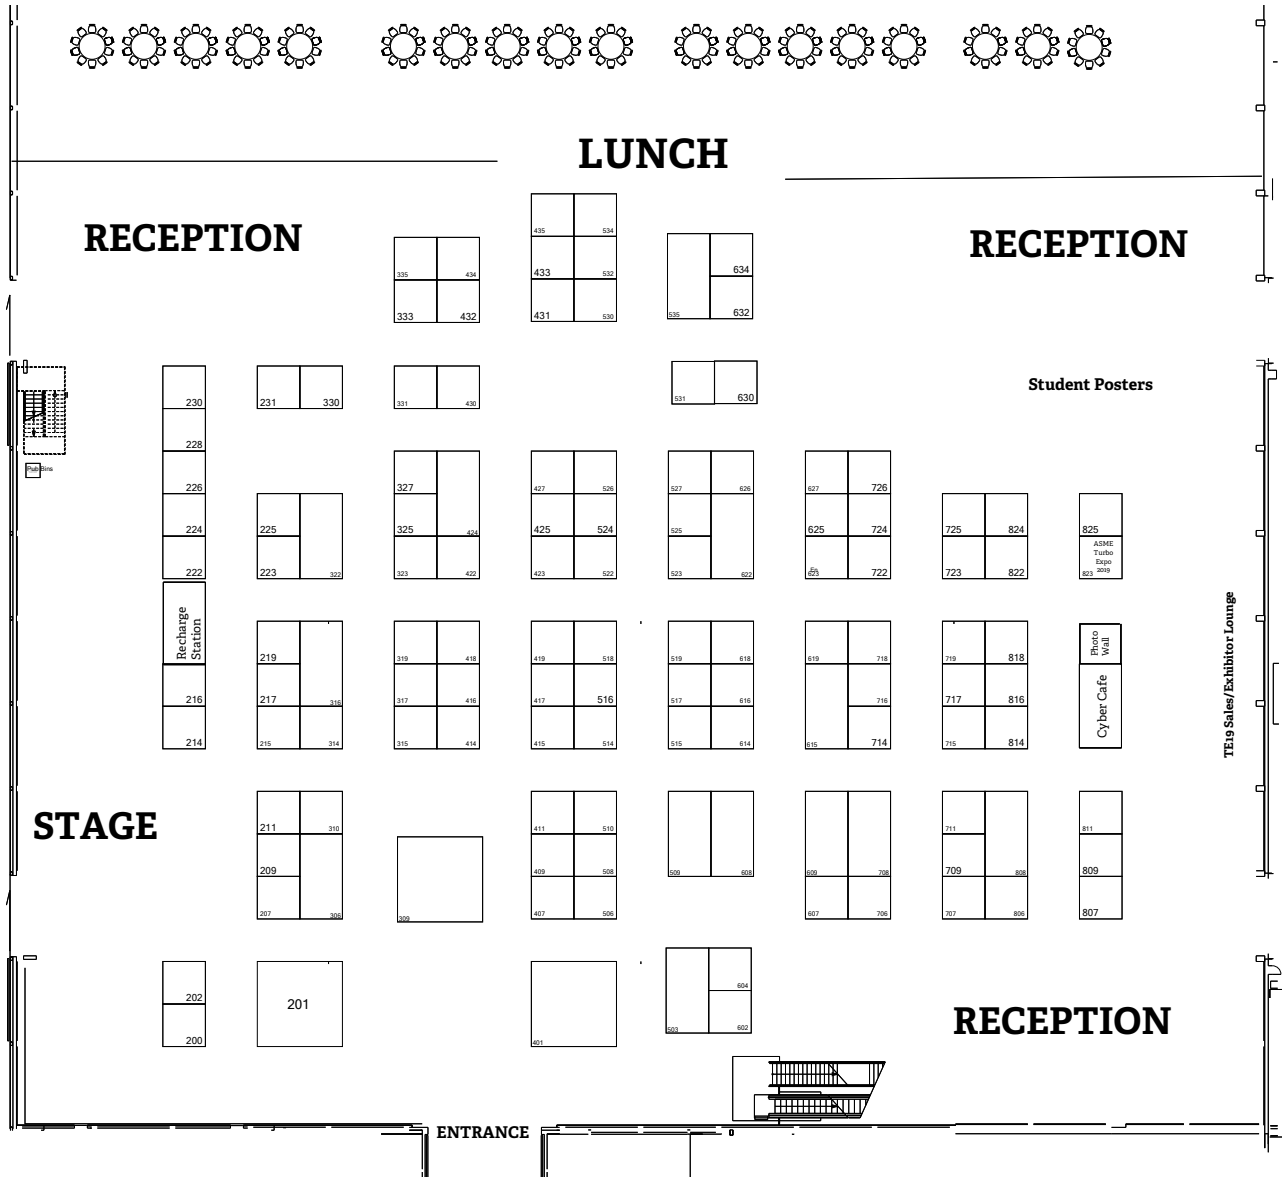 LUNCH
RECEPTION
RECEPTION
435 534
335 434 433 532 634
333 432 431 530 535 632
Student Posters
230 231 330 331 430 531 630
228
Pub Bins
226 327 427 526 527 626 627 726
224 225 325 424 425 524 525 625 724 725 824 825
ASME
Turbo
Expo
2019
222 223 322 323 422 423 522 523 622 623 722 723 822 823
Recharge
Station
Photo
Wall
TE19 Sales/Exhibitor Lounge
219 319 418 419 518 519 618 619 718 719 818
216 217 316 317 416 417 516 517 616 716 717 816
Cyber Cafe
214 215 314 315 414 415 514 515 614 615 714 715 814
STAGE
211 310 411 510 711 811
209 409 508 509 608 609 708 709 808 809
207 306 309 407 506 607 706 707 806 807
604
202
201
RECEPTION
200 401 503 602
ENTRANCE